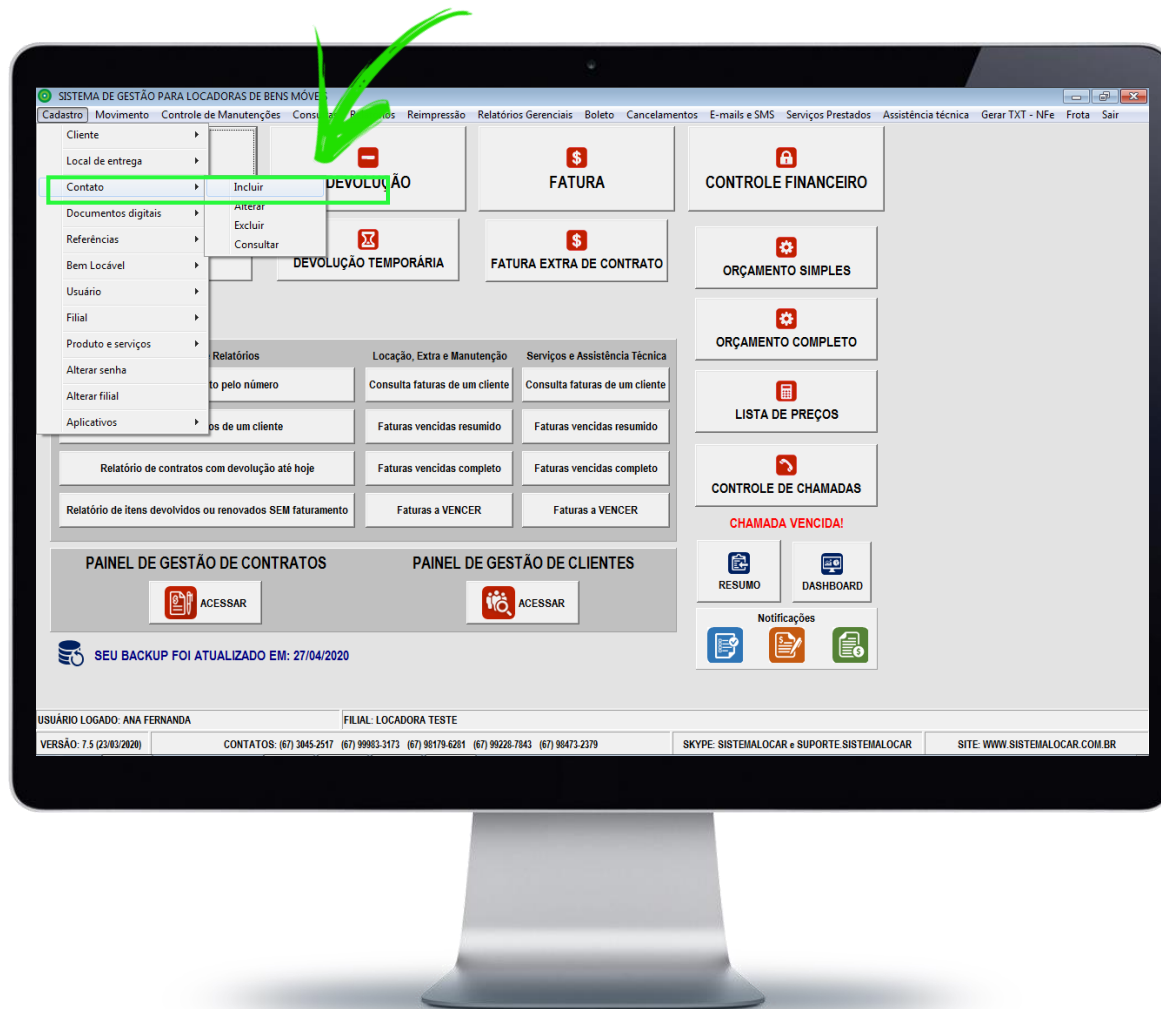 SISTEMA DE GESTÃO PARA LOCADORAS DE BENS MÓVEIS
Cadastro Movimento Controle de Manutenções Reimpressão Relatórios Gerenciais Boleto Cancelamentos E-mails e SMS Serviços Prestados Assistência técnica Gerar TXT - NFe Frota Sair
Cliente
Local de entrega
Contato
Documentos digitais
Referências
Bem Locável
Usuário
Filial
Produto e serviços
Alterar senha
Alterar filial
Aplicativos
Incluir
Alterar
Excluir
Consultar
DEVOLUÇÃO
FATURA
CONTROLE FINANCEIRO
DEVOLUÇÃO TEMPORÁRIA
FATURA EXTRA DE CONTRATO
ORÇAMENTO SIMPLES
ORÇAMENTO COMPLETO
LISTA DE PREÇOS
CONTROLE DE CHAMADAS
CHAMADA VENCIDA!
Relatórios
Locação, Extra e Manutenção
Serviços e Assistência Técnica
pelo número
Consulta faturas de um cliente
Consulta faturas de um cliente
de um cliente
Faturas vencidas resumido
Faturas vencidas resumido
Relatório de contratos com devolução até hoje
Faturas vencidas completo
Faturas vencidas completo
Relatório de itens devolvidos ou renovados SEM faturamento
Faturas a VENCER
Faturas a VENCER
PAINEL DE GESTÃO DE CONTRATOS
ACESSAR
PAINEL DE GESTÃO DE CLIENTES
ACESSAR
RESUMO
DASHBOARD
Notificações
SEU BACKUP FOI ATUALIZADO EM: 27/04/2020
USUÁRIO LOGADO: ANA FERNANDA
FILIAL: LOCADORA TESTE
VERSÃO: 7.5 (23/03/2020)
CONTATOS: (67) 3045-2517 (67) 99983-3173 (67) 98179-6281 (67) 99228-7843 (67) 98473-2379
SKYPE: SISTEMALOCAR e SUPORTE.SISTEMALOCAR
SITE: WWW.SISTEMALOCAR.COM.BR